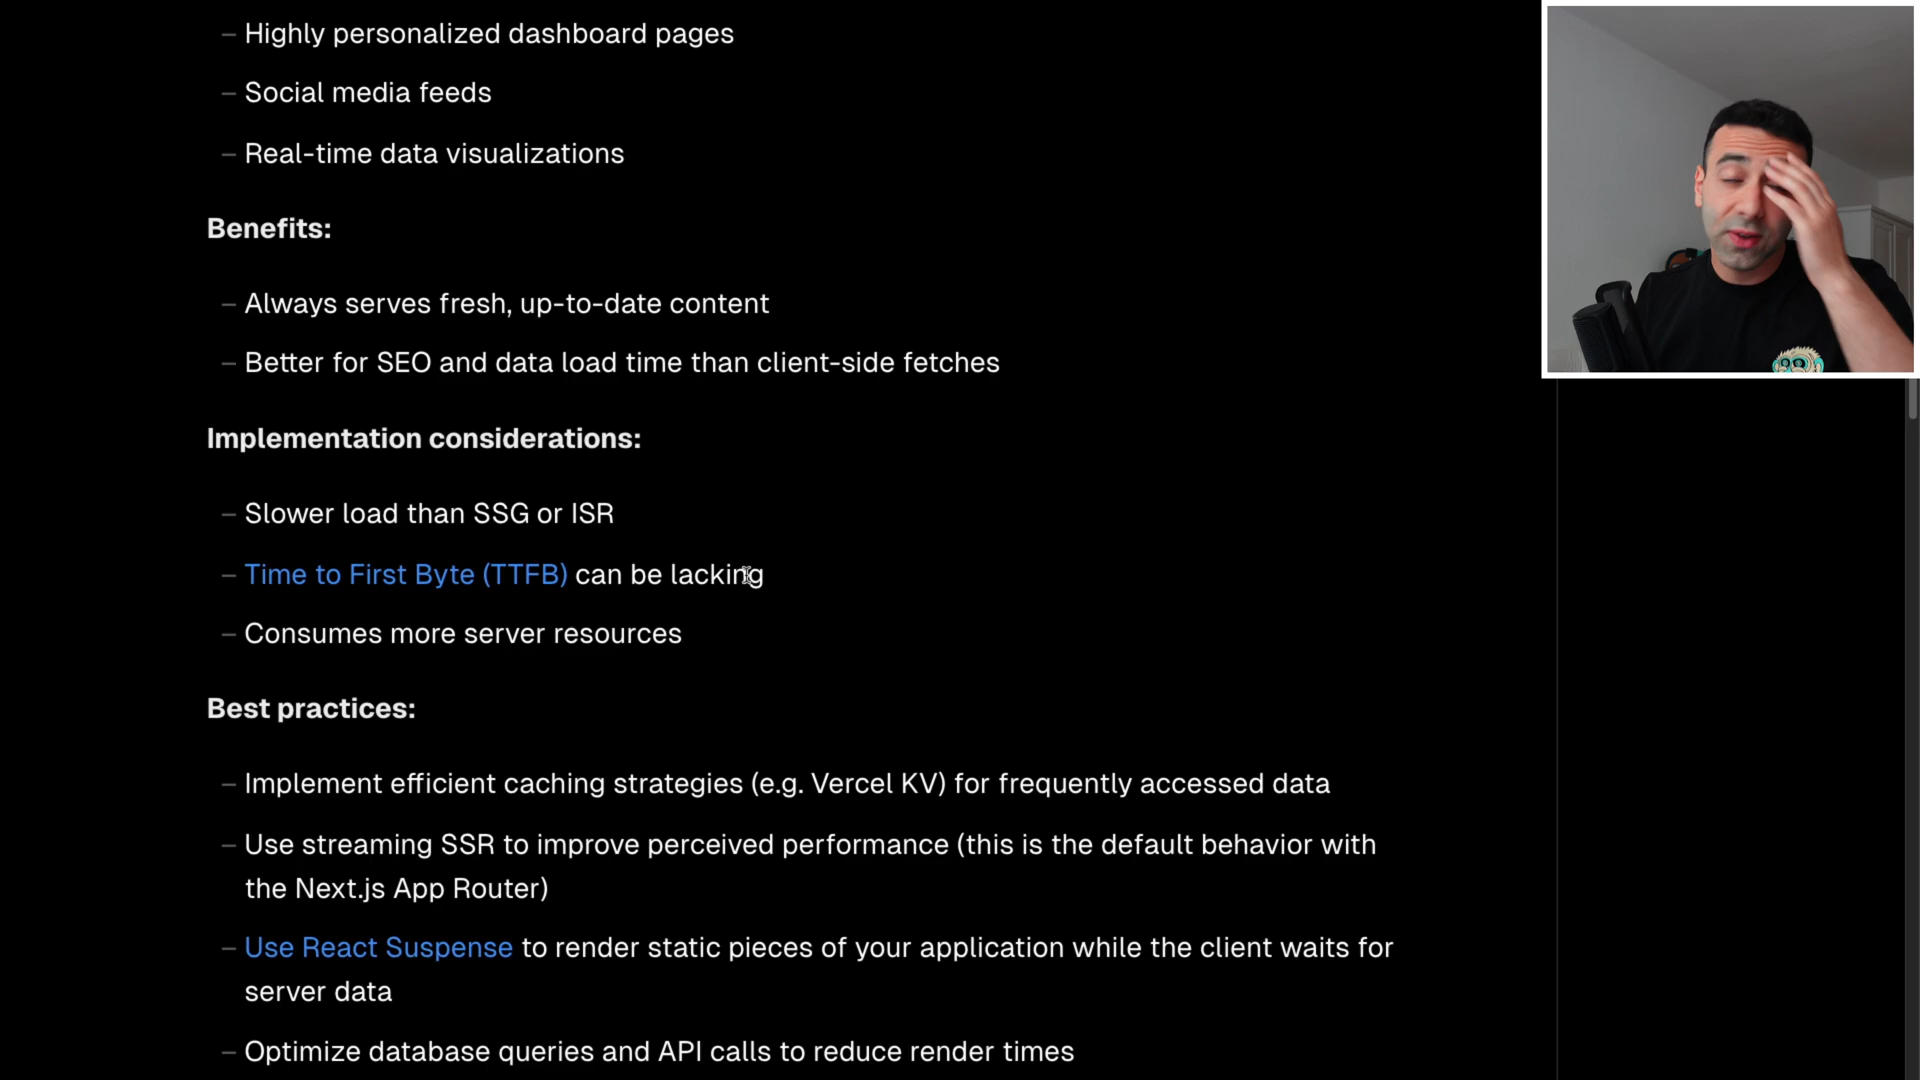 – Highly personalized dashboard pages
– Social media feeds
– Real-time data visualizations
Benefits:
– Always serves fresh, up-to-date content
– Better for SEO and data load time than client-side fetches
Implementation considerations:
– Slower load than SSG or ISR
– Time to First Byte (TTFB) can be lacking
– Consumes more server resources
Best practices:
– Implement efficient caching strategies (e.g. Vercel KV) for frequently accessed data
– Use streaming SSR to improve perceived performance (this is the default behavior with
the Next.js App Router)
– Use React Suspense to render static pieces of your application while the client waits for
server data
– Optimize database queries and API calls to reduce render times